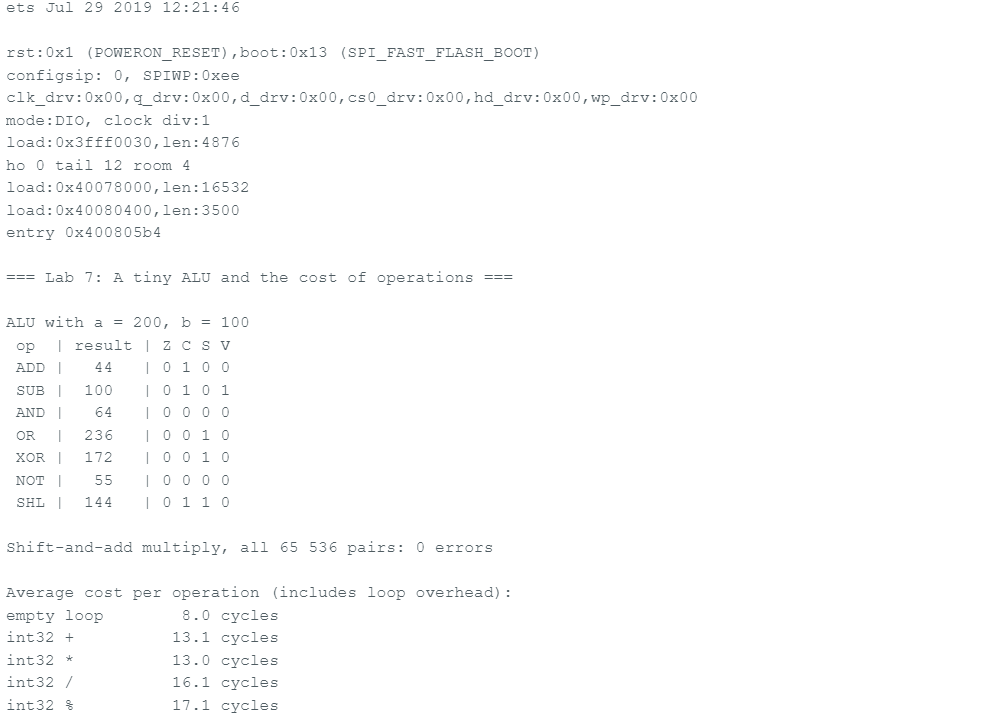 ets Jul 29 2019 12:21:46
rst:0x1 (POWERON_RESET),boot:0x13 (SPI_FAST_FLASH_BOOT)
configsip: 0, SPIWP:0xee
clk_drv:0x00,q_drv:0x00,d_drv:0x00,cs0_drv:0x00,hd_drv:0x00,wp_drv:0x00
mode:DIO, clock div:1
load:0x3fff0030,len:4876
ho 0 tail 12 room 4
load:0x40078000,len:16532
load:0x40080400,len:3500
entry 0x400805b4
=== Lab 7: A tiny ALU and the cost of operations ===
ALU with a = 200, b = 100
op  | result | Z C S V
ADD |   44   | 0 1 0 0
SUB |  100   | 0 1 0 1
AND |   64   | 0 0 0 0
OR  |  236   | 0 0 1 0
XOR |  172   | 0 0 1 0
NOT |   55   | 0 0 0 0
SHL |  144   | 0 1 1 0
Shift-and-add multiply, all 65 536 pairs: 0 errors
Average cost per operation (includes loop overhead):
empty loop        8.0 cycles
int32 +          13.1 cycles
int32 *          13.0 cycles
int32 /          16.1 cycles
int32 %          17.1 cycles